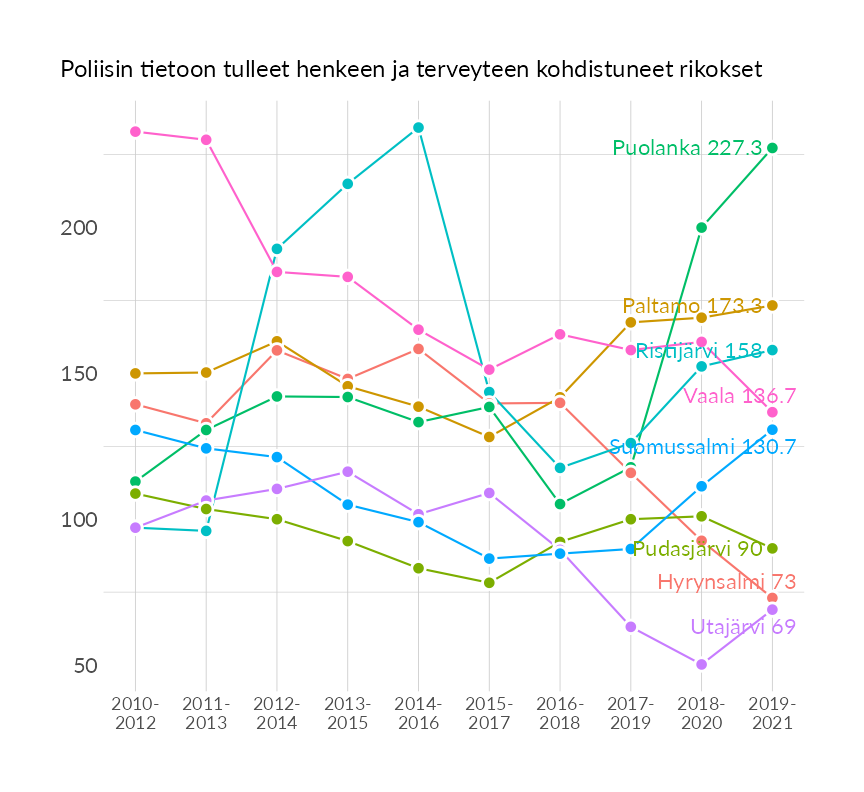 Poliisin tietoon tulleet henkeen ja terveyteen kohdistuneet rikokset
Puolanka 227.3
200
Paltamo 173.3
Ristijärvi 158
150
Vaala 136.7
Suomussalmi 130.7
100
Pudasjärvi 90
Hyrynsalmi 73
Utajärvi 69
50
2010- 2011- 2012- 2013- 2014- 2015- 2016- 2017- 2018- 2019-
2012 2013 2014 2015 2016 2017 2018 2019 2020 2021